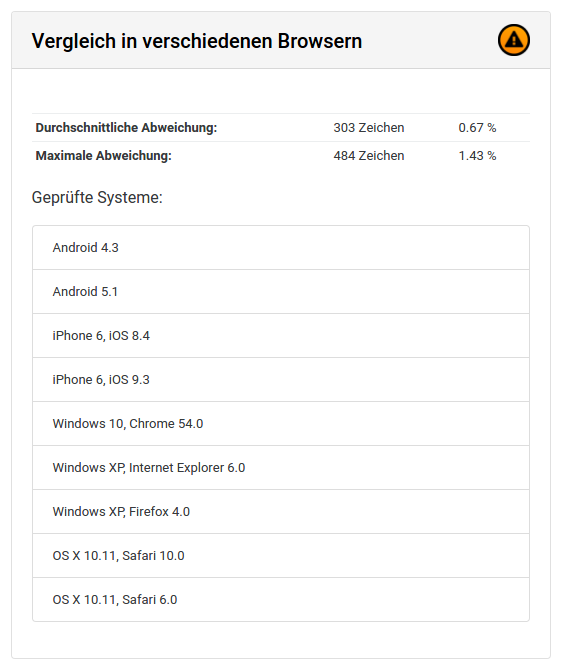 Vergleich in verschiedenen Browsern
Durchschnittliche Abweichung: 303 Zeichen 0.67 %
Maximale Abweichung: 484 Zeichen 1.43 %
Geprüfte Systeme:
Android 4.3
Android 5.1
iPhone 6, iOS 8.4
iPhone 6, iOS 9.3
Windows 10, Chrome 54.0
Windows XP, Internet Explorer 6.0
Windows XP, Firefox 4.0
OS X 10.11, Safari 10.0
OS X 10.11, Safari 6.0